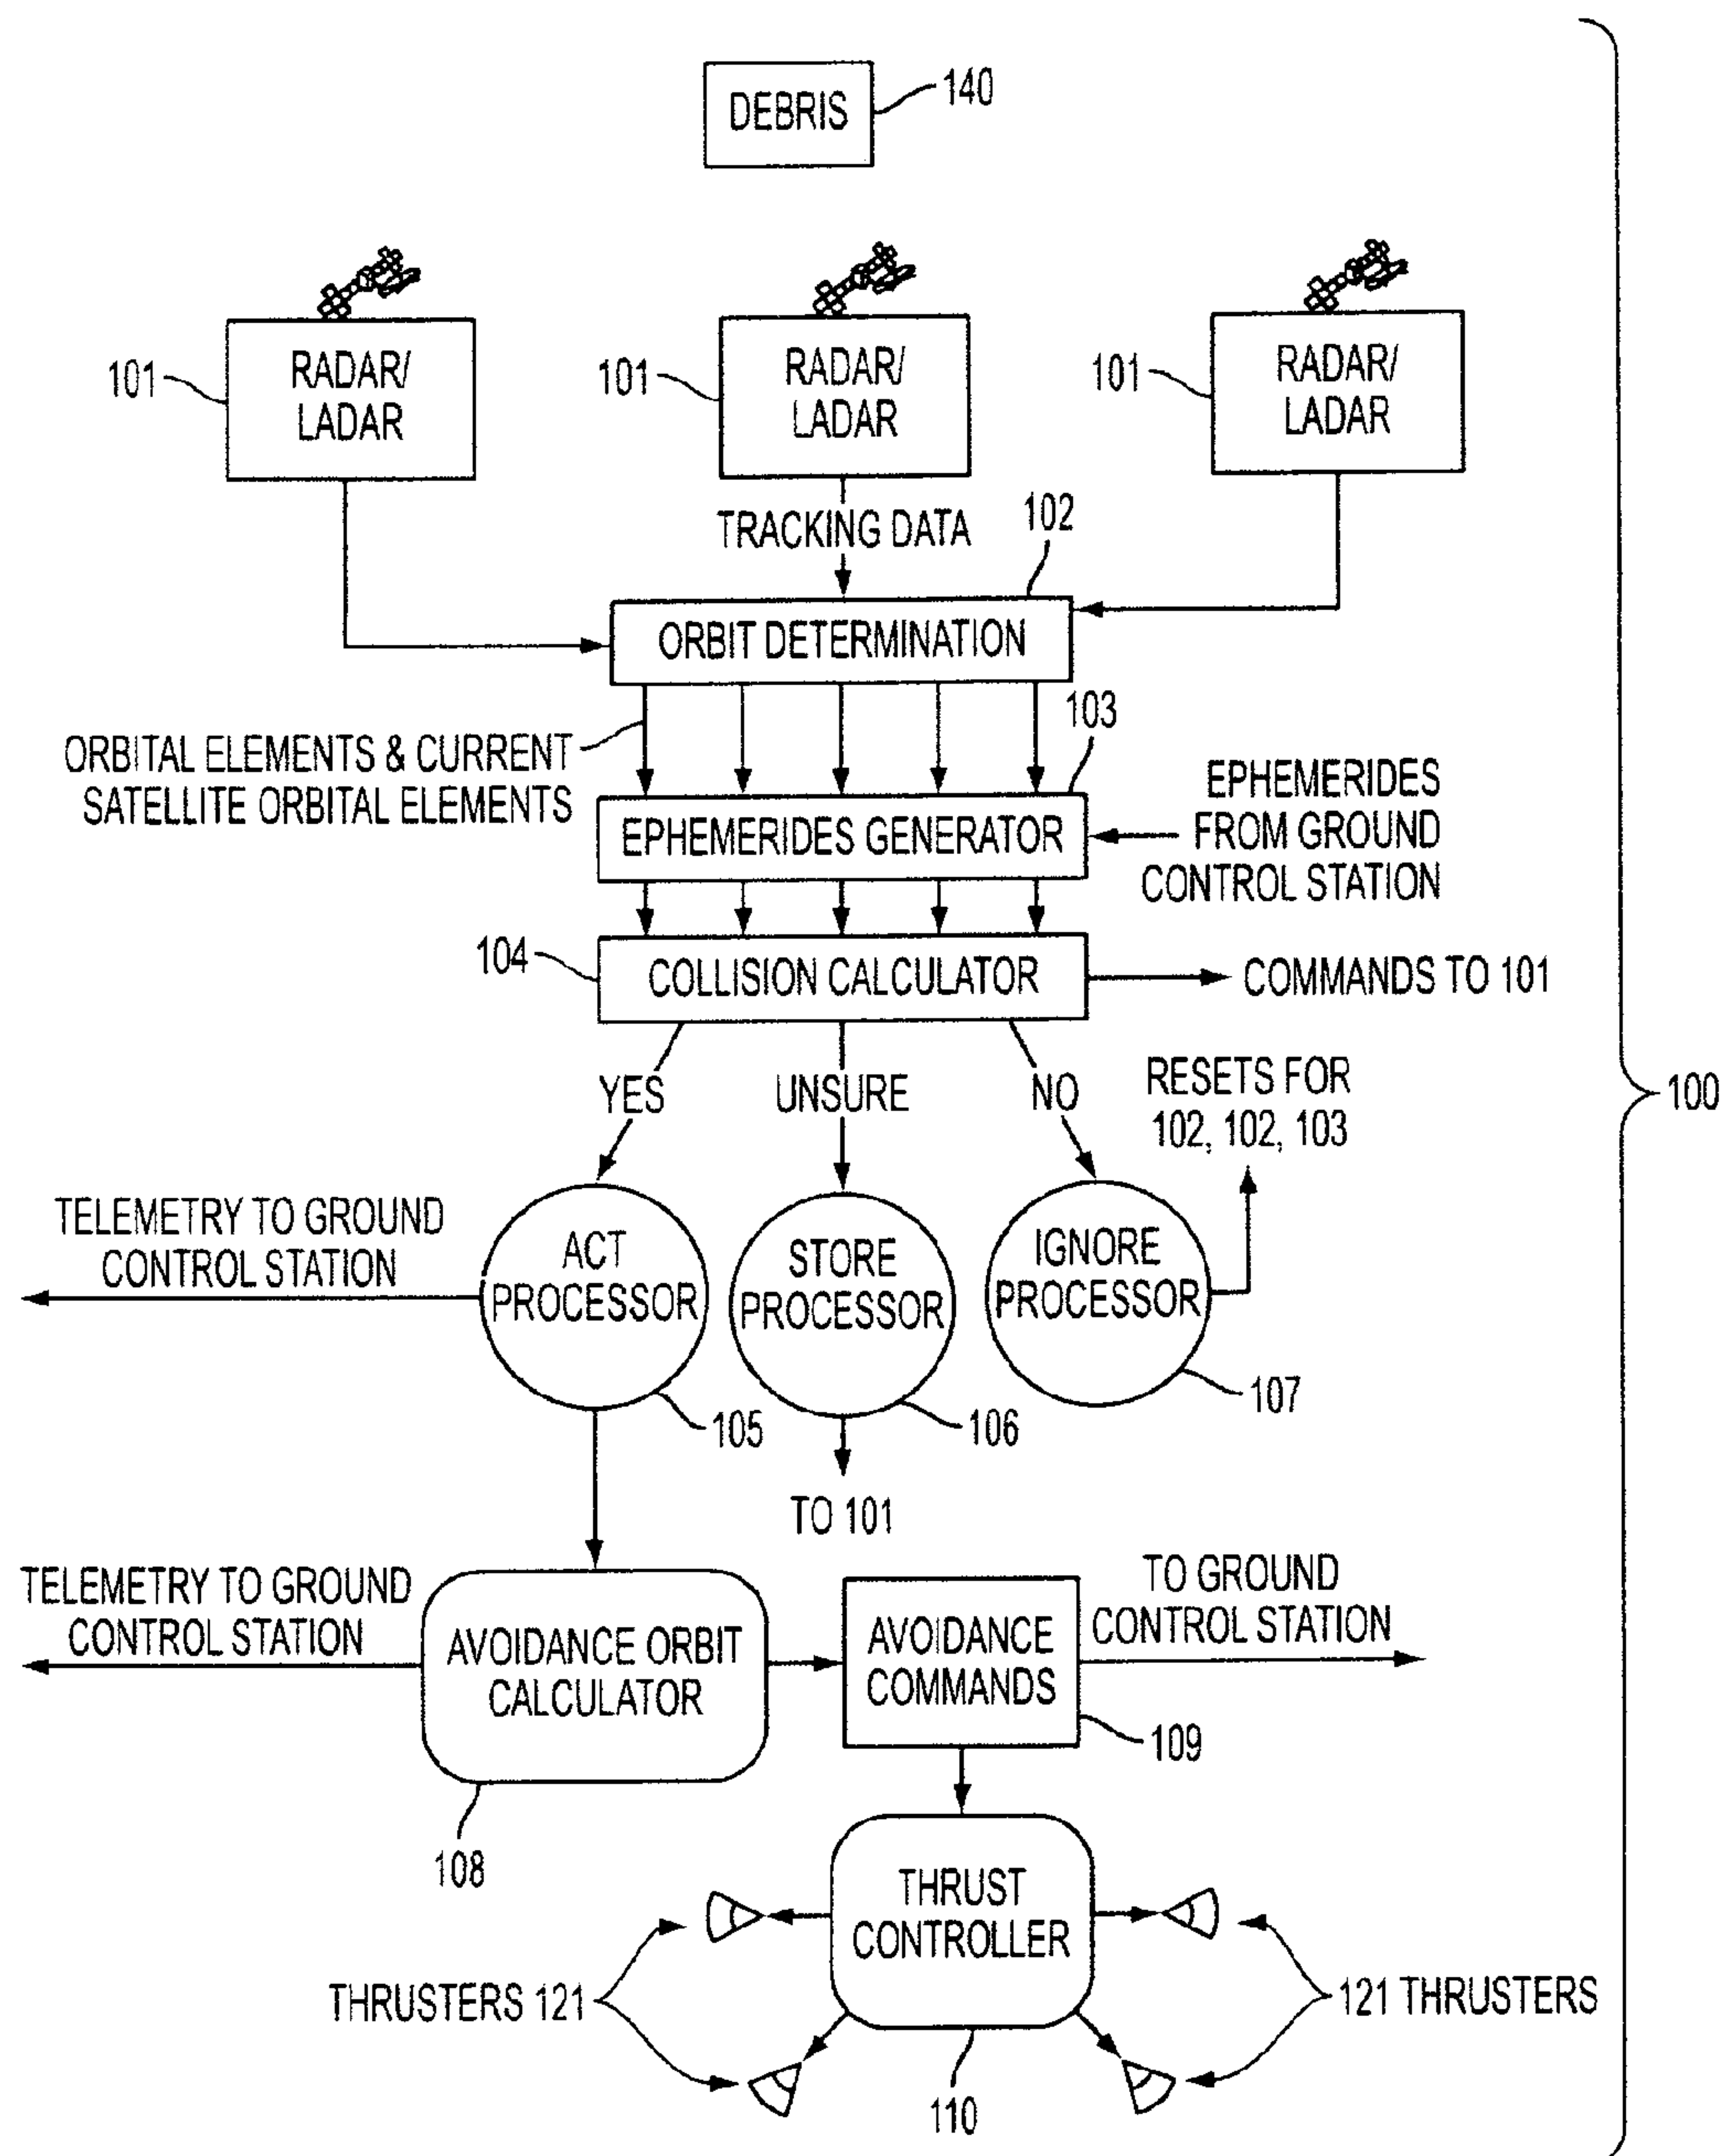 DEBRIS
140
RADAR/
LADAR
101
RADAR/
LADAR
101
RADAR/
LADAR
101
TRACKING DATA
102
ORBIT DETERMINATION
ORBITAL ELEMENTS & CURRENT
SATELLITE ORBITAL ELEMENTS
103
EPHEMERIDES GENERATOR
EPHEMERIDES
FROM GROUND
CONTROL STATION
104
COLLISION CALCULATOR
COMMANDS TO 101
YES
UNSURE
NO
RESETS FOR
102, 102, 103
100
TELEMETRY TO GROUND
CONTROL STATION
ACT
PROCESSOR
105
STORE
PROCESSOR
106
IGNORE
PROCESSOR
107
TO 101
TELEMETRY TO GROUND
CONTROL STATION
AVOIDANCE ORBIT
CALCULATOR
108
AVOIDANCE
COMMANDS
109
TO GROUND
CONTROL STATION
THRUST
CONTROLLER
110
THRUSTERS 121
121 THRUSTERS